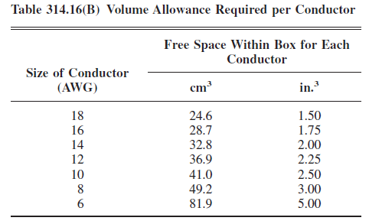 Table 314.16(B) Volume Allowance Required per Conductor
Free Space Within Box for Each
Conductor
Size of Conductor
(AWG) cm³ in.³
18 24.6 1.50
16 28.7 1.75
14 32.8 2.00
12 36.9 2.25
10 41.0 2.50
8 49.2 3.00
6 81.9 5.00